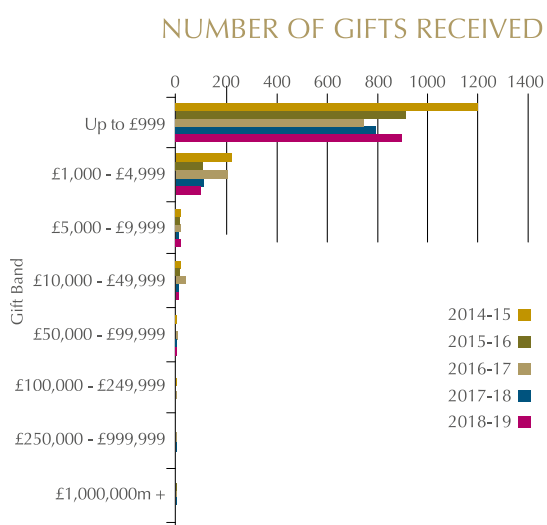 NUMBER OF GIFTS RECEIVED
0 200 400 600 800 1000 1200 1400
Up to £999
£1,000 - £4,999
£5,000 - £9,999
£10,000 - £49,999
£50,000 - £99,999
£100,000 - £249,999
£250,000 - £999,999
£1,000,000m +
Gift Band
2014-15
2015-16
2016-17
2017-18
2018-19